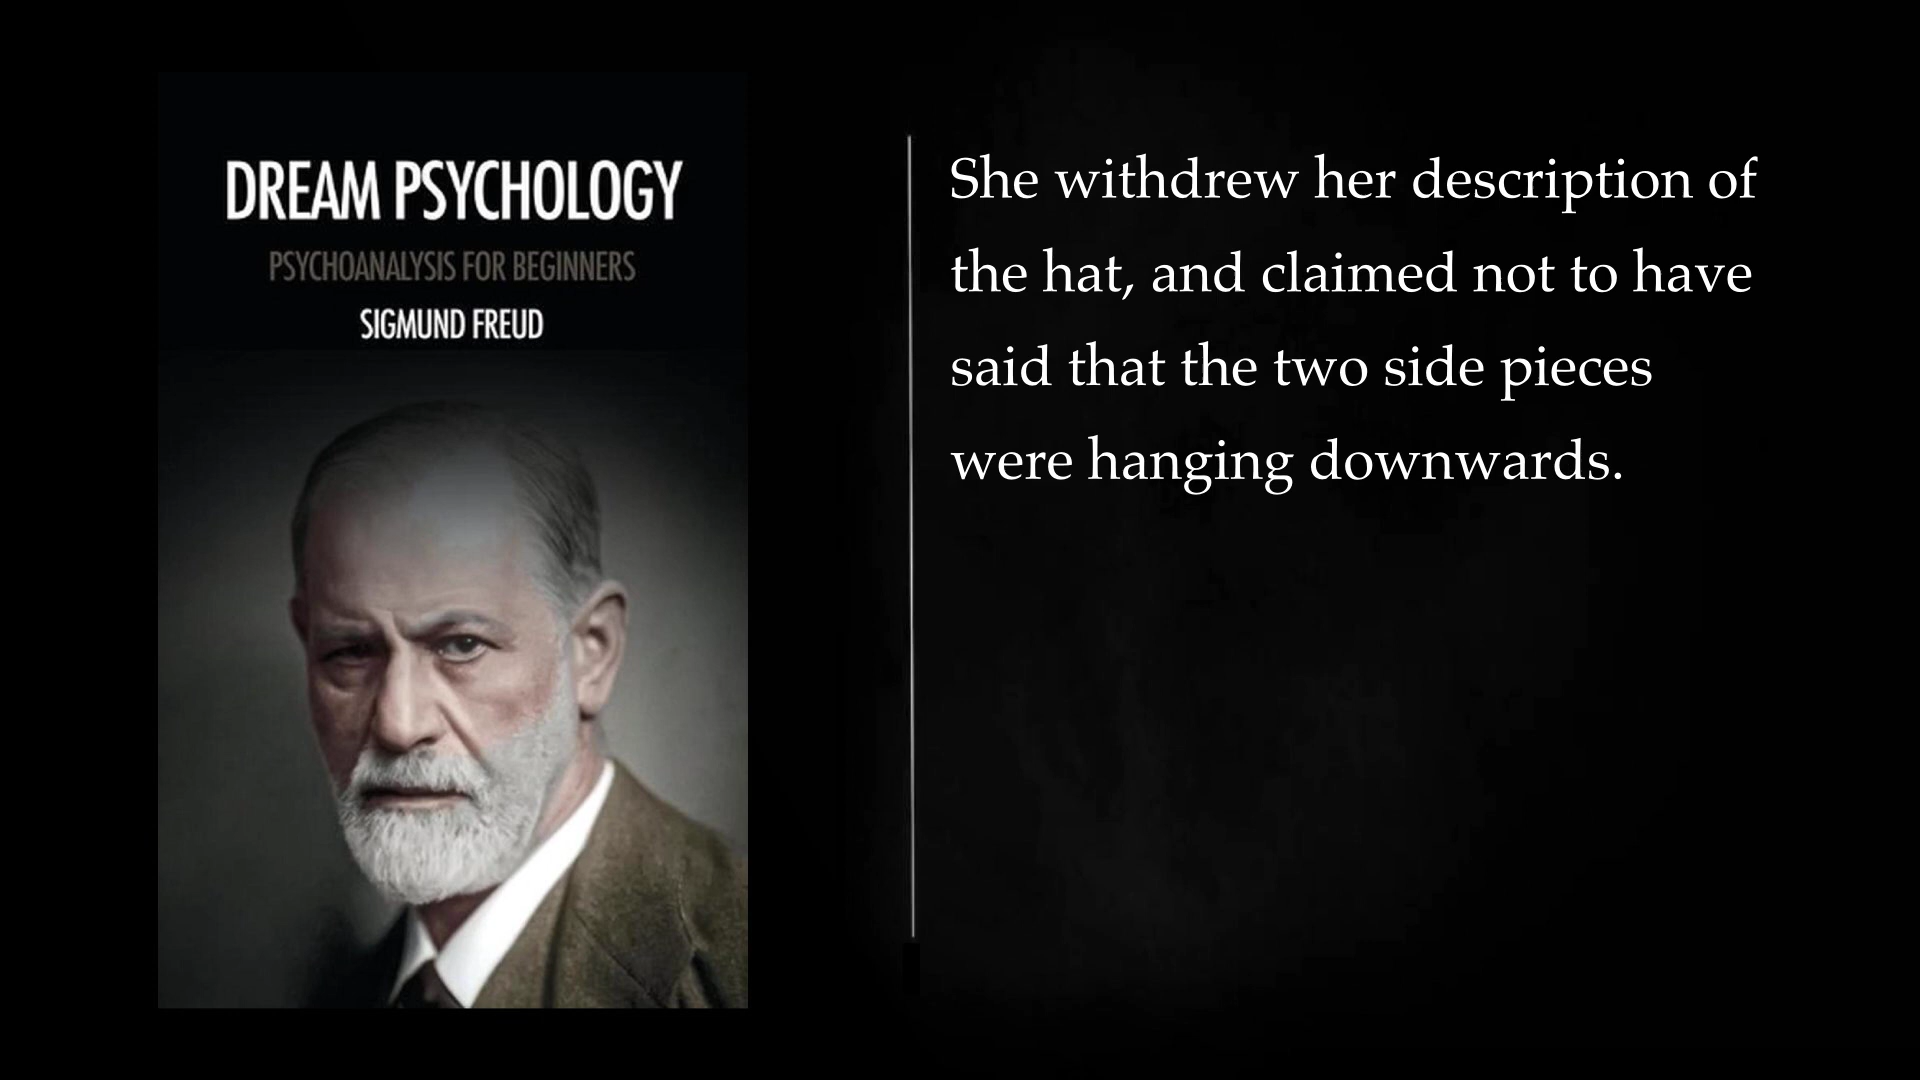 DREAM PSYCHOLOGY
PSYCHOANALYSIS FOR BEGINNERS
SIGMUND FREUD
She withdrew her description of
the hat, and claimed not to have
said that the two side pieces
were hanging downwards.